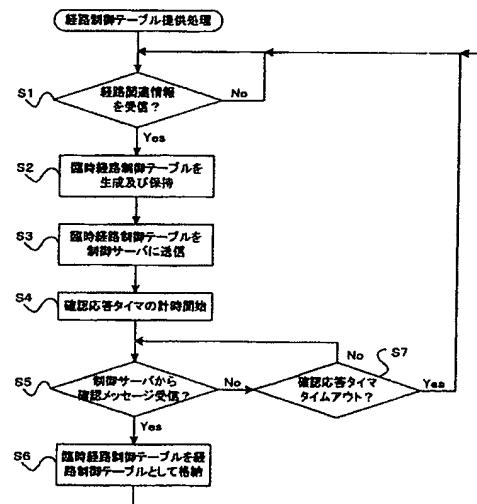 経路制御テーブル提供処理
S1
経路関連情報
を受信？
No
Yes
S2
臨時経路制御テーブルを
生成及び保持
S3
臨時経路制御テーブルを
制御サーバに送信
S4
確認応答タイマの計時開始
S5
制御サーバから
確認メッセージ受信？
No
Yes
S7
確認応答タイマ
タイムアウト？
No
Yes
S6
臨時経路制御テーブルを経
路制御テーブルとして格納